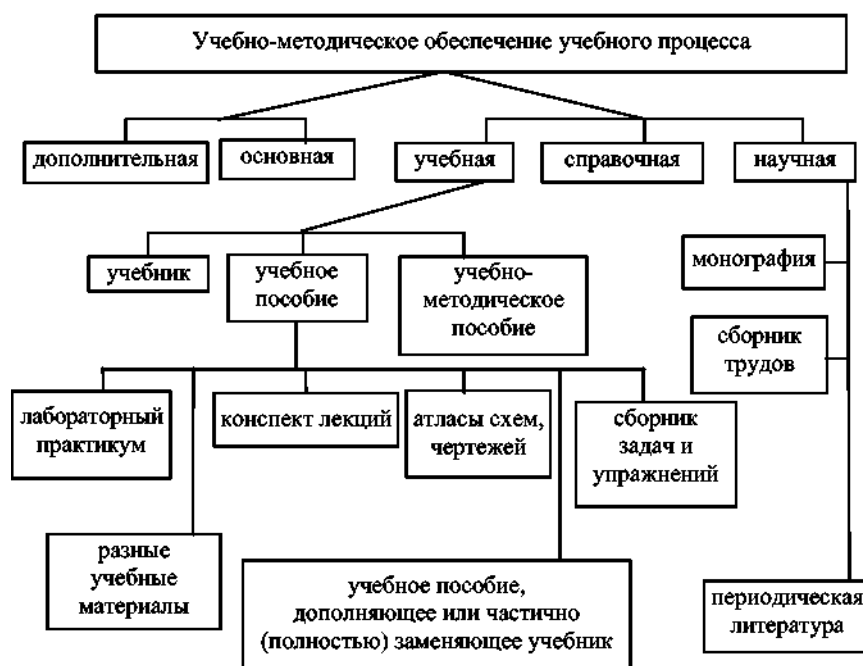 Учебно-методическое обеспечение учебного процесса
дополнительная
основная
учебная
справочная
научная
учебник
учебное
пособие
учебно-
методическое
пособие
монография
сборник
трудов
лабораторный
практикум
конспект лекций
атласы схем,
чертежей
сборник
задач и
упражнений
разные
учебные
материалы
учебное пособие,
дополняющее или частично
(полностью) заменяющее учебник
периодическая
литература